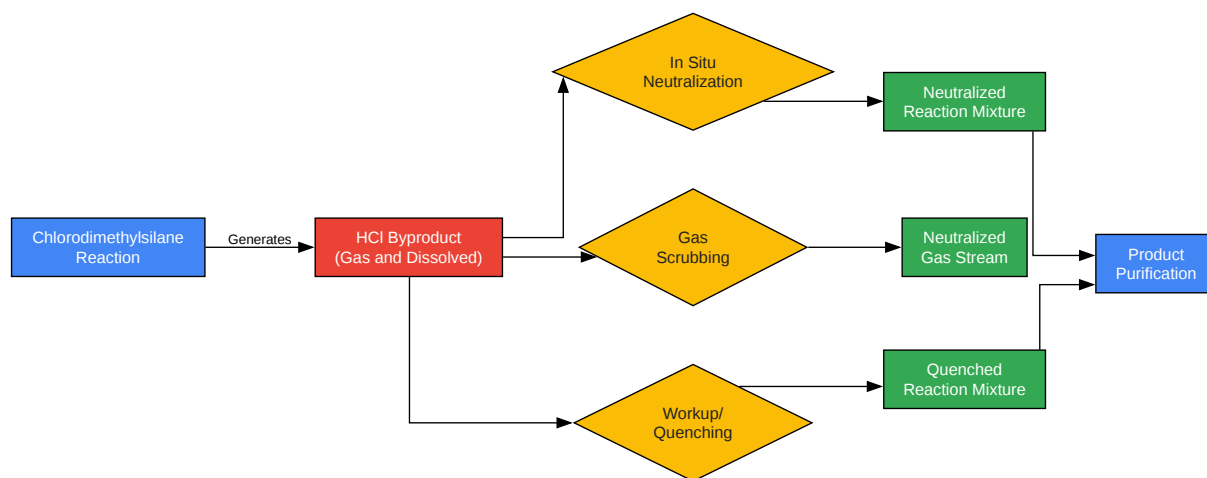 Chlorodimethylsilane
Reaction
Generates
HCl Byproduct
(Gas and Dissolved)
In Situ
Neutralization
Gas
Scrubbing
Workup/
Quenching
Neutralized
Reaction Mixture
Neutralized
Gas Stream
Quenched
Reaction Mixture
Product
Purification